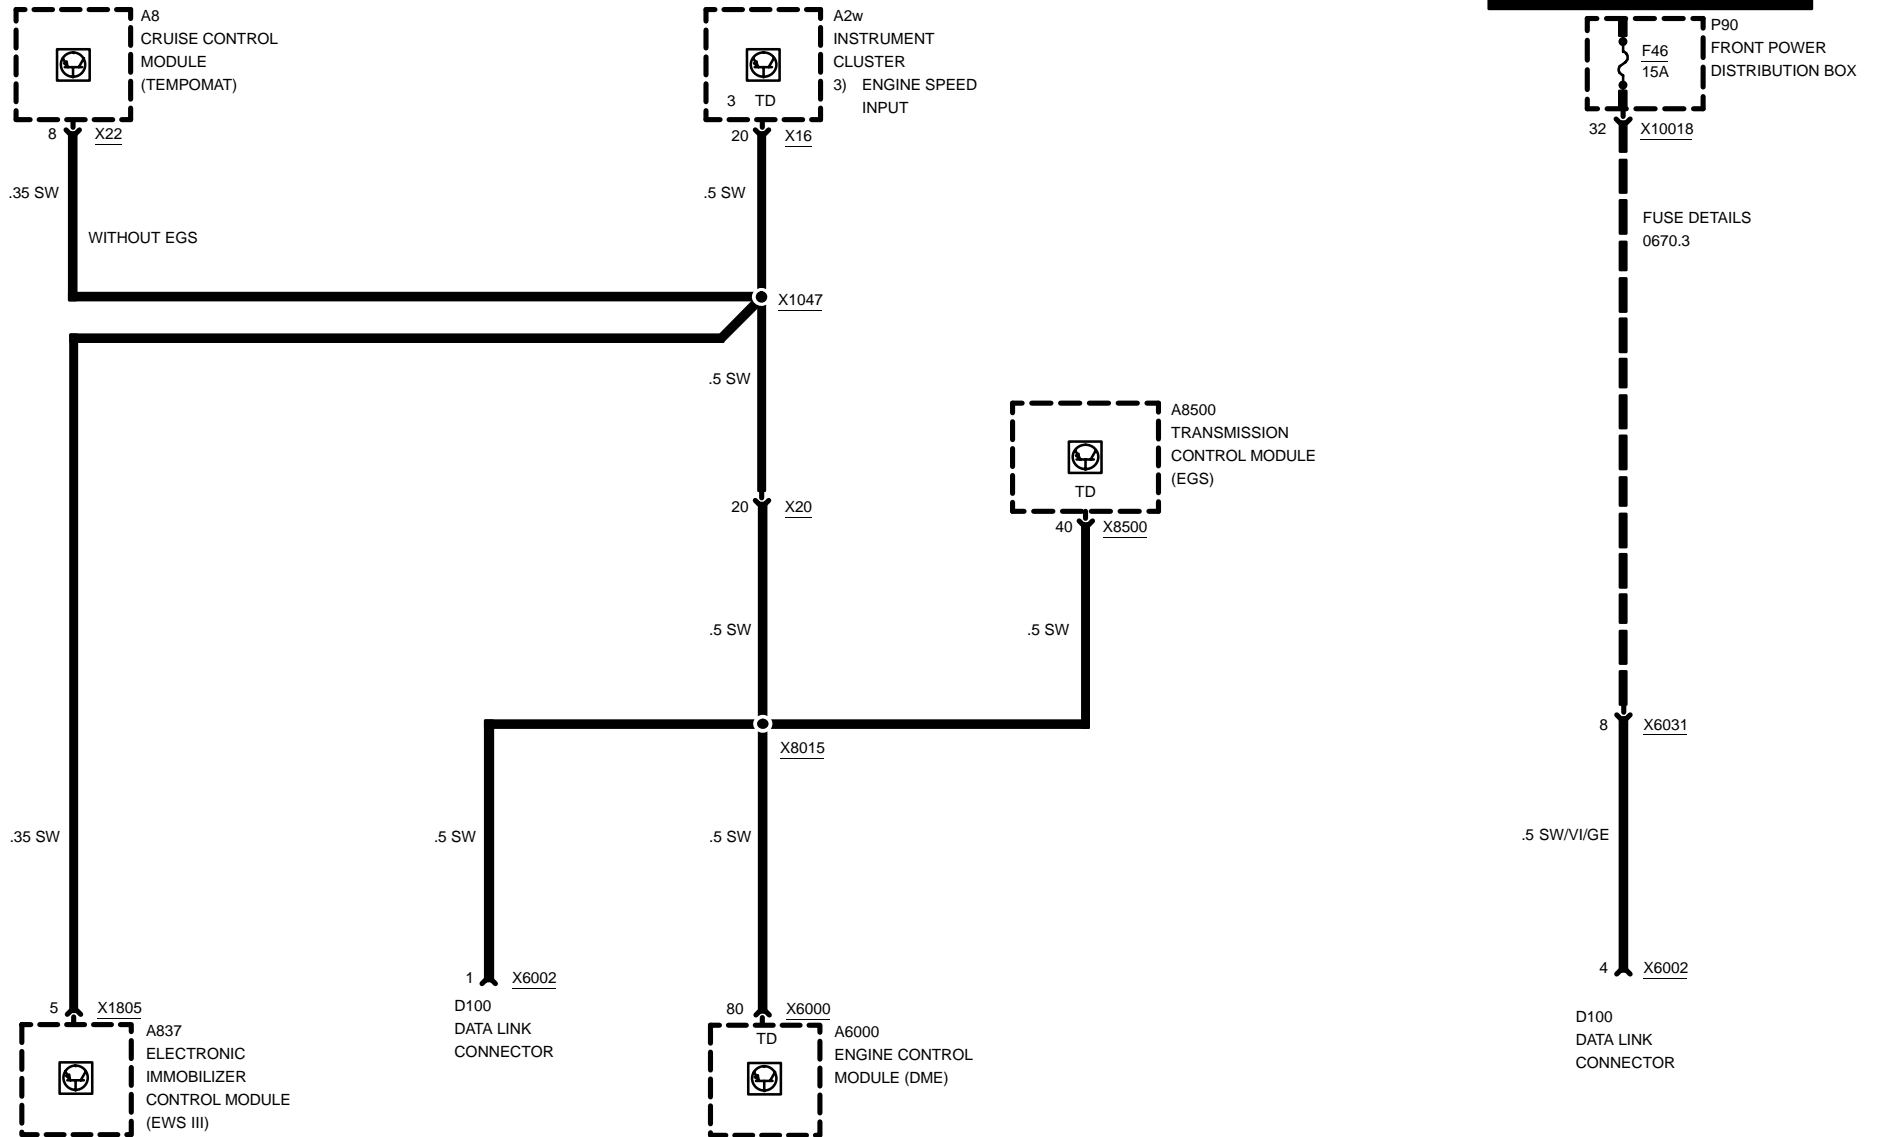 A8
CRUISE CONTROL
MODULE
(TEMPOMAT)
8
X22
.35 SW
WITHOUT EGS
A2w
INSTRUMENT
CLUSTER
3) ENGINE SPEED
INPUT
3 TD
20
X16
.5 SW
X1047
.5 SW
20
X20
.5 SW
A8500
TRANSMISSION
CONTROL MODULE
(EGS)
TD
40
X8500
.5 SW
X8015
.35 SW
.5 SW
.5 SW
5
X1805
A837
ELECTRONIC
IMMOBILIZER
CONTROL MODULE
(EWS III)
1
X6002
D100
DATA LINK
CONNECTOR
80
X6000
TD
A6000
ENGINE CONTROL
MODULE (DME)
P90
FRONT POWER
DISTRIBUTION BOX
F46
15A
32
X10018
FUSE DETAILS
0670.3
8
X6031
.5 SW/VI/GE
4
X6002
D100
DATA LINK
CONNECTOR